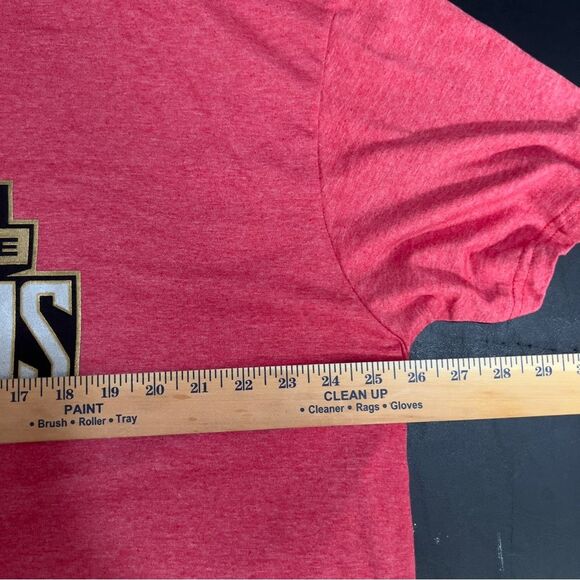 E
DS
17 18 19 20 21 22 23 24 25 26 27 28 29
PAINT CLEAN UP
• Brush • Roller • Tray • Cleaner • Rags • Gloves